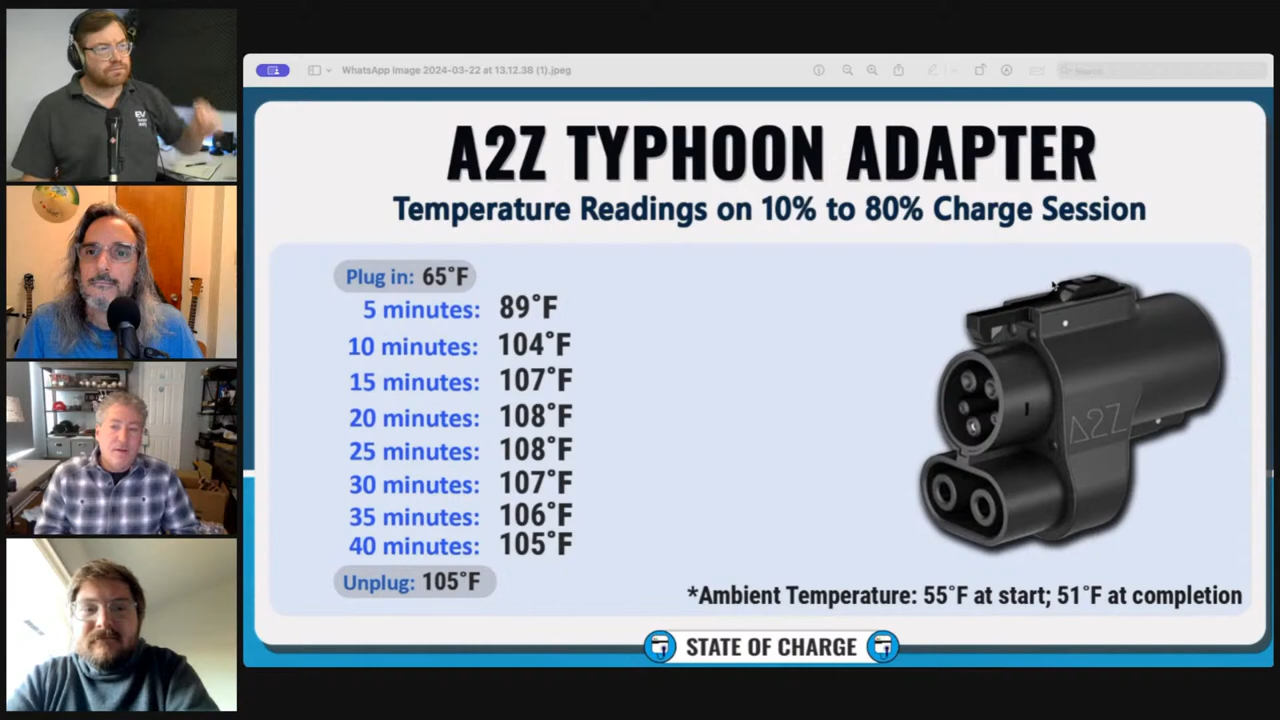 WhatsApp Image 2024-03-22 at 13.12.38 (1).jpeg
Search
A2Z TYPHOON ADAPTER
Temperature Readings on 10% to 80% Charge Session
Plug in: 65°F
5 minutes: 89°F
10 minutes: 104°F
15 minutes: 107°F
20 minutes: 108°F
25 minutes: 108°F
30 minutes: 107°F
35 minutes: 106°F
40 minutes: 105°F
Unplug: 105°F
A2Z
*Ambient Temperature: 55°F at start; 51°F at completion
STATE OF CHARGE
EV